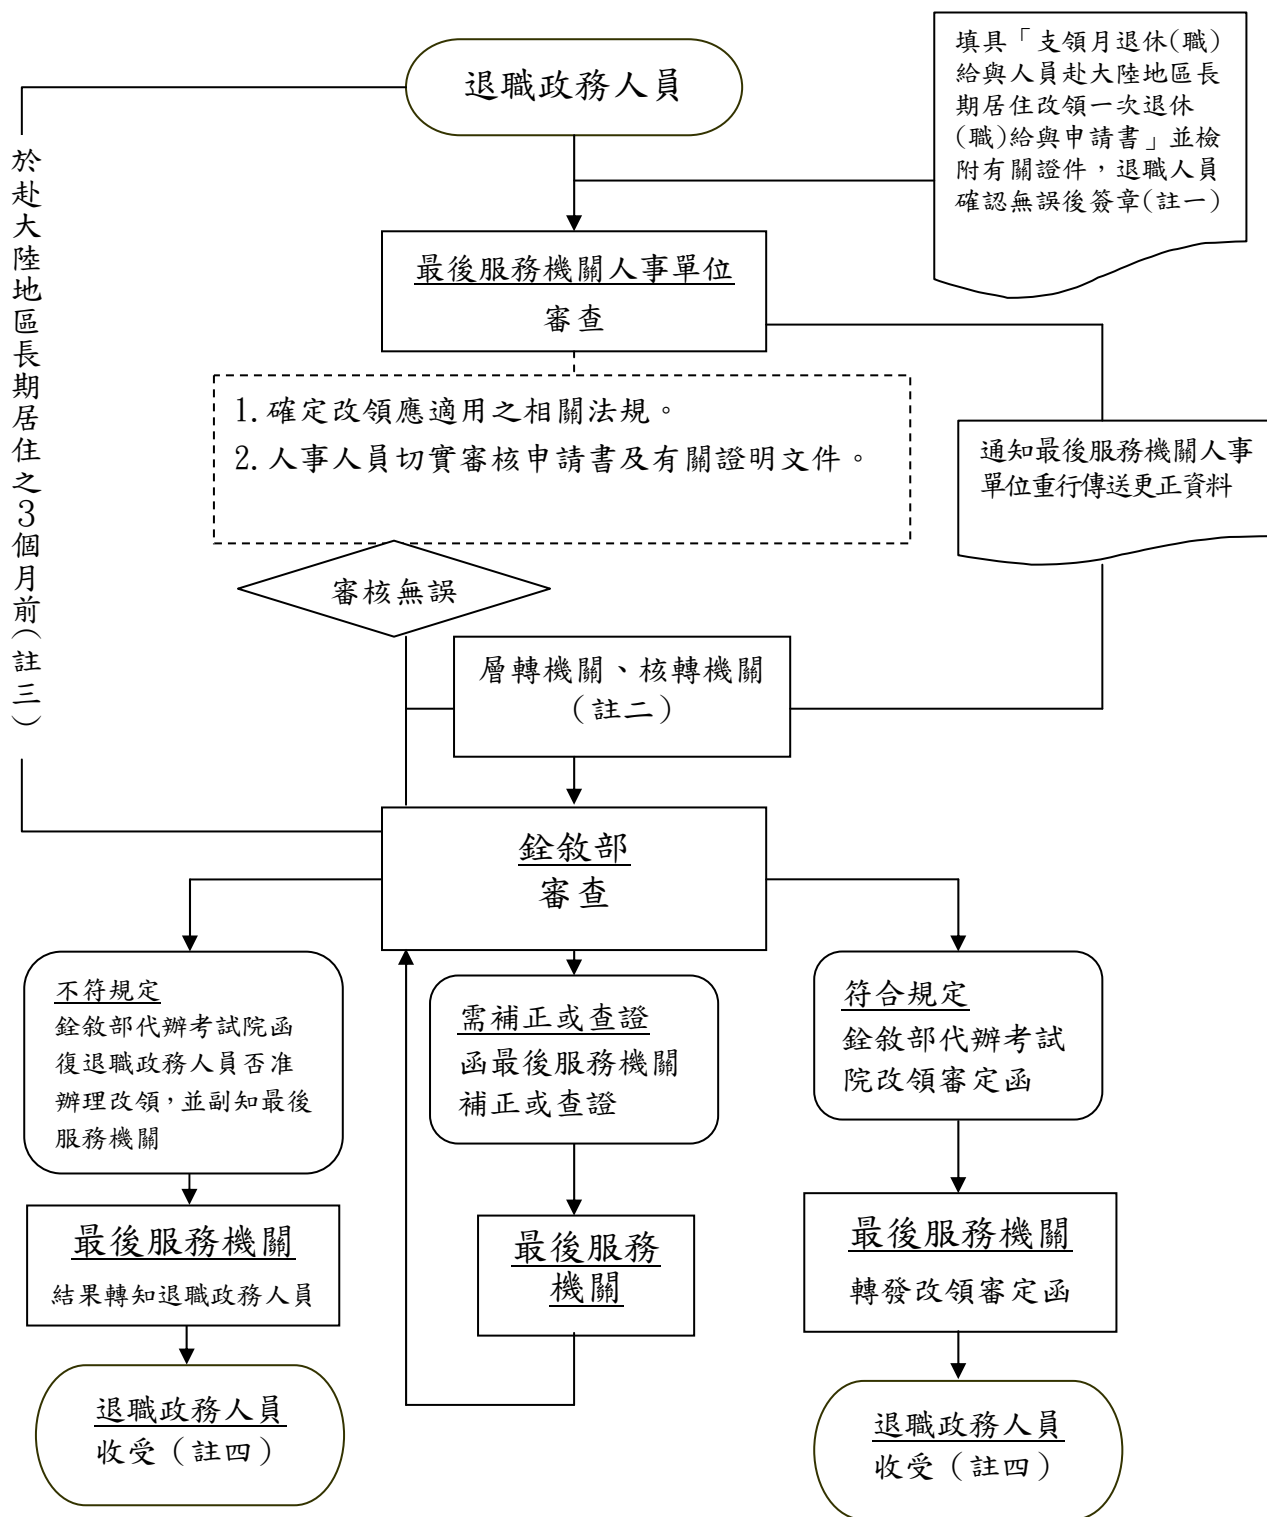 退職政務人員
填具「支領月退休(職)
給與人員赴大陸地區長
期居住改領一次退休
(職)給與申請書」並檢
附有關證件，退職人員
確認無誤後簽章(註一)
於赴大陸地區長期居住之3個月前（註三）
最後服務機關人事單位
審查
1.確定改領應適用之相關法規。
2.人事人員切實審核申請書及有關證明文件。
通知最後服務機關人事
單位重行傳送更正資料
審核無誤
層轉機關、核轉機關
（註二）
銓敘部
審查
不符規定
銓敘部代辦考試院函
復退職政務人員否准
辦理改領，並副知最後
服務機關
需補正或查證
函最後服務機關
補正或查證
符合規定
銓敘部代辦考試
院改領審定函
最後服務機關
結果轉知退職政務人員
最後服務
機關
最後服務機關
轉發改領審定函
退職政務人員
收受（註四）
退職政務人員
收受（註四）